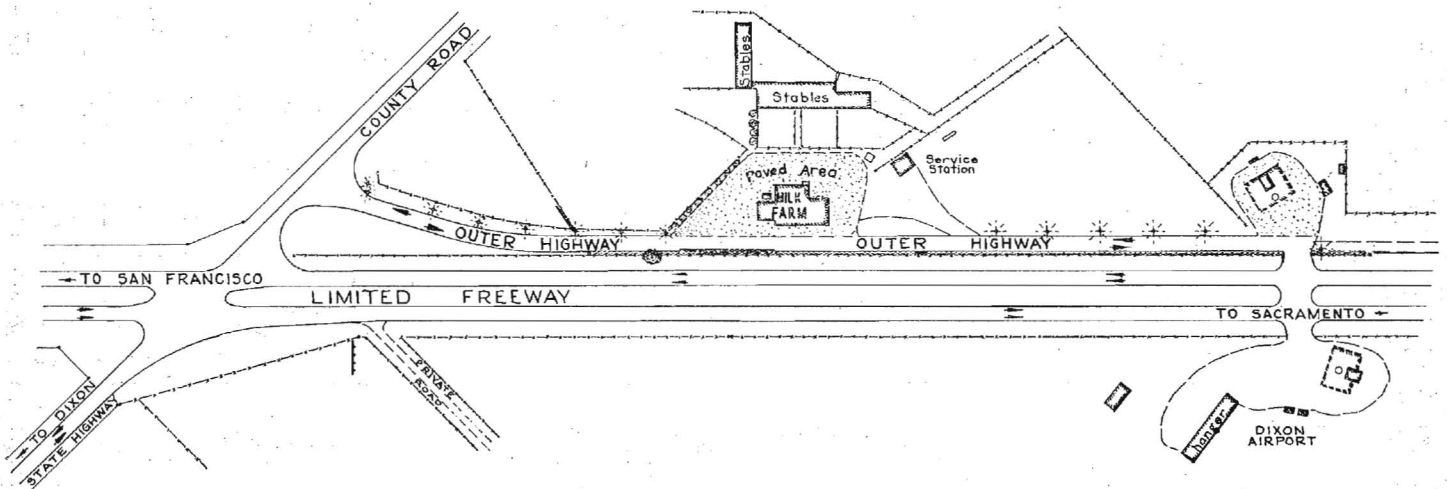 COUNTY ROAD
Stables
Stables
Paved Area
MILK
FARM
Service
Station
OUTER HIGHWAY
OUTER HIGHWAY
TO SAN FRANCISCO
LIMITED FREEWAY
TO SACRAMENTO
TO DIXON
STATE HIGHWAY
PRIVATE
ROAD
hanger
DIXON
AIRPORT